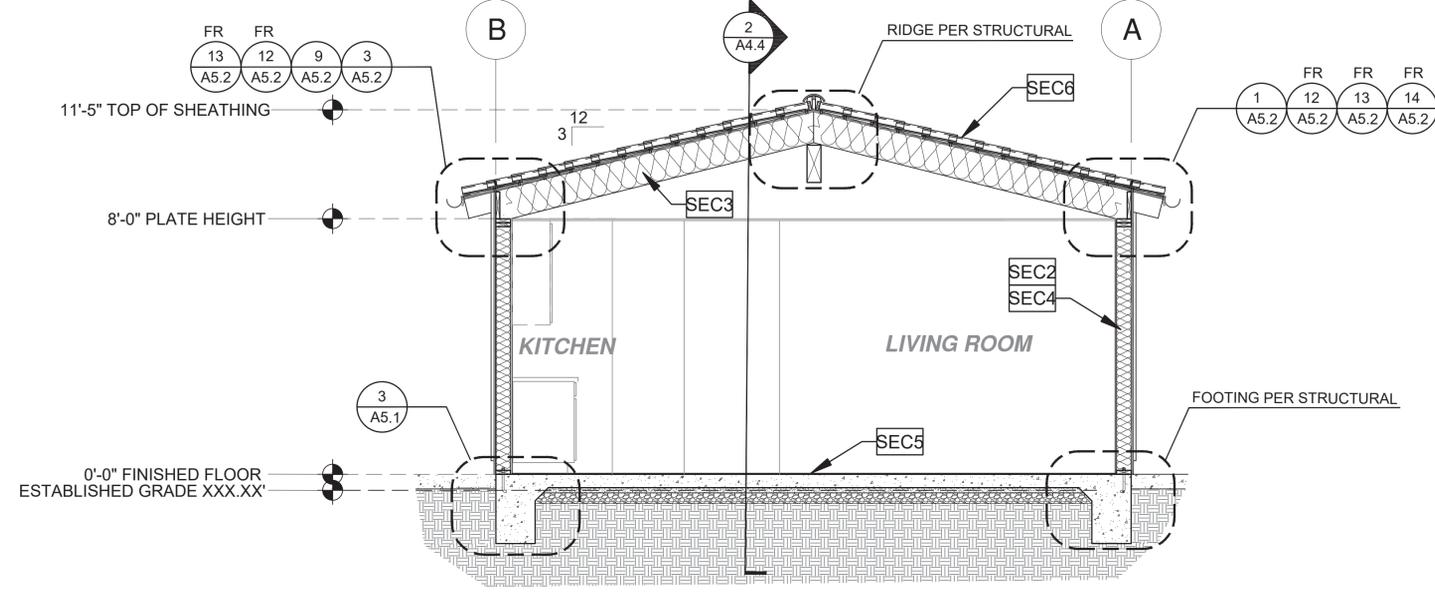 B
2
A4.4
RIDGE PER STRUCTURAL
A
FR FR
13 12 9 3
A5.2 A5.2 A5.2 A5.2
FR FR FR
1 12 13 14
A5.2 A5.2 A5.2 A5.2
11'-5" TOP OF SHEATHING
12
3
SEC6
SEC3
8'-0" PLATE HEIGHT
SEC2
SEC4
KITCHEN
LIVING ROOM
3
A5.1
FOOTING PER STRUCTURAL
SEC5
0'-0" FINISHED FLOOR
ESTABLISHED GRADE XXX.XX'